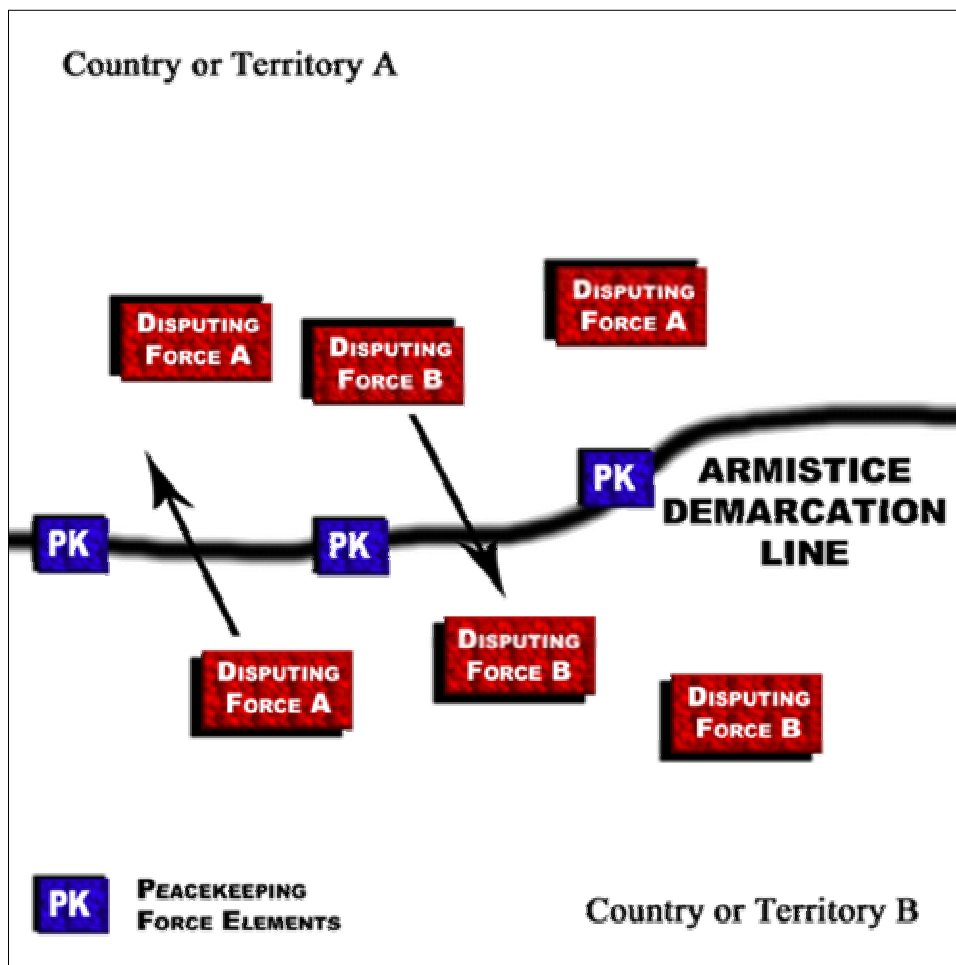 Country or Territory A
DISPUTING
FORCE A
DISPUTING
FORCE B
DISPUTING
FORCE A
PK
PK
PK
ARMISTICE
DEMARCATION
LINE
DISPUTING
FORCE A
DISPUTING
FORCE B
DISPUTING
FORCE B
PK
PEACEKEEPING
FORCE ELEMENTS
Country or Territory B